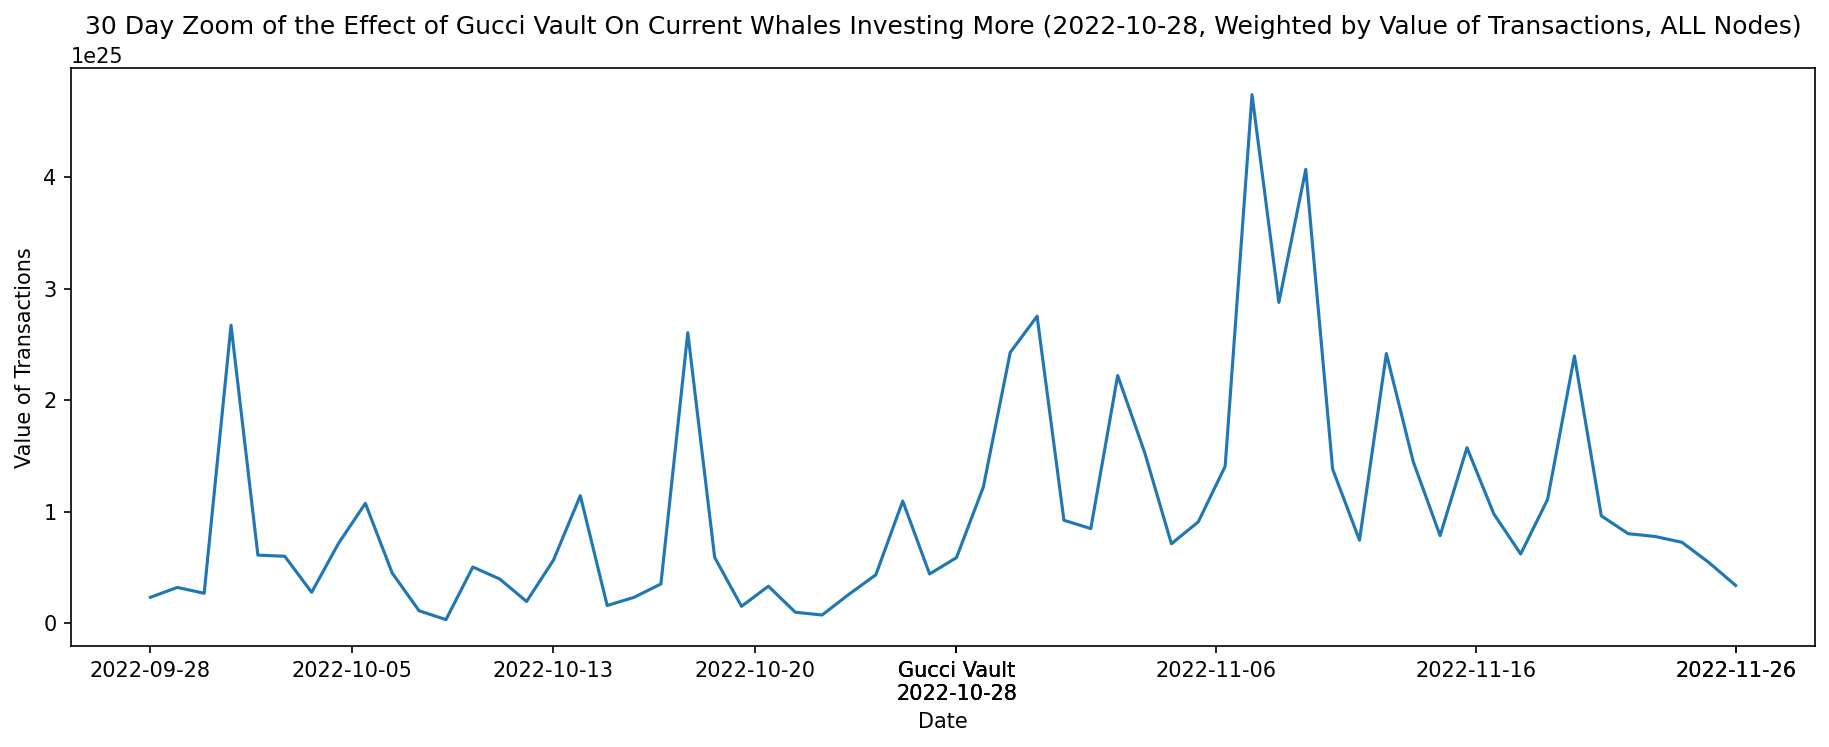 30 Day Zoom of the Effect of Gucci Vault On Current Whales Investing More (2022-10-28, Weighted by Value of Transactions, ALL Nodes)
1e25
4
3
2
1
0
Value of Transactions
2022-09-28
2022-10-05
2022-10-13
2022-10-20
Gucci Vault
2022-10-28
2022-11-06
2022-11-16
2022-11-26
Date